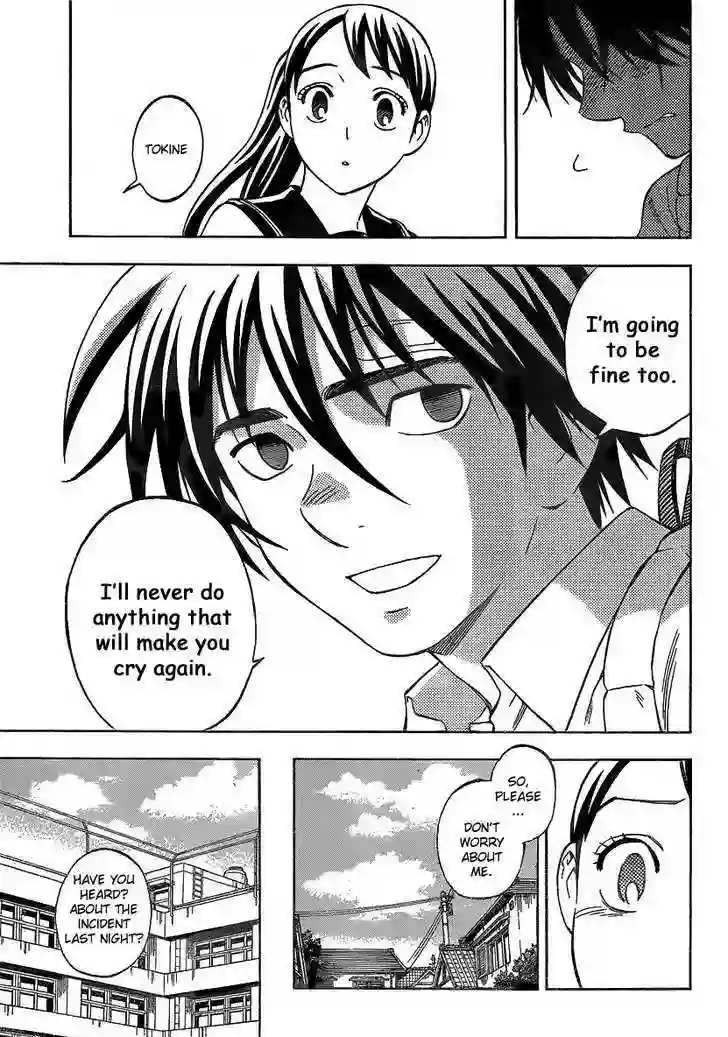 TOKINE
I'm going
to be
fine too.
I'll never do
anything that
will make you
cry again.
SO,
PLEASE
...
DON'T
WORRY
ABOUT
ME.
HAVE YOU
HEARD?
ABOUT THE
INCIDENT
LAST NIGHT?